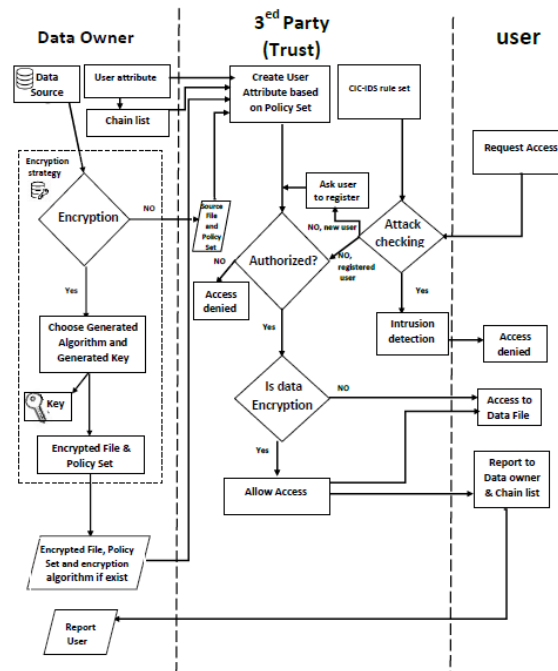 Data Owner
3ed Party
(Trust)
user
Data
Source
User attribute
Chain list
Create User
Attribute based
on Policy Set
CIC-IDS rule set
Request Access
Encryption
strategy
Encryption
NO
Source
File
and
Policy
Set
Ask user
to register
NO, new user
Attack
checking
Authorized?
NO,
registered
user
NO
Access
denied
Yes
Yes
Yes
Choose Generated
Algorithm and
Generated Key
Intrusion
detection
Access
denied
Key
Is data
Encryption
NO
Access to
Data File
Encrypted File &
Policy Set
Yes
Allow Access
Report to
Data owner
& Chain list
Encrypted File, Policy
Set and encryption
algorithm if exist
Report
User